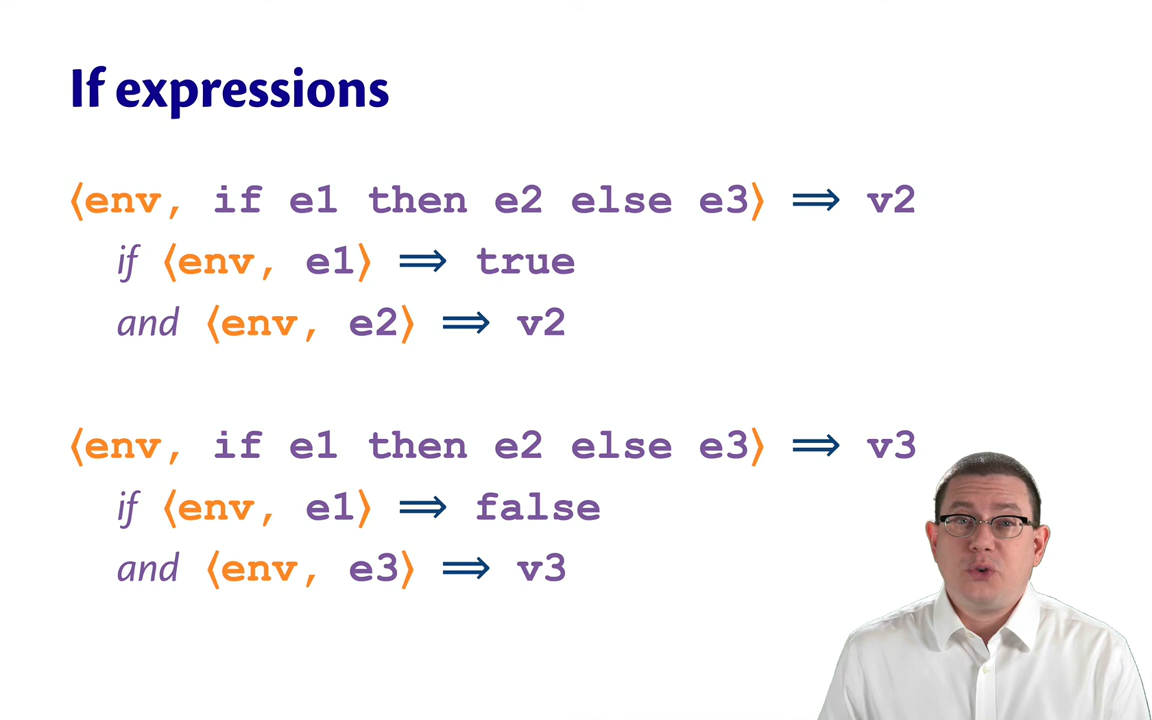 If expressions
⟨env, if e1 then e2 else e3⟩ ⟹ v2
if ⟨env, e1⟩ ⟹ true
and ⟨env, e2⟩ ⟹ v2
⟨env, if e1 then e2 else e3⟩ ⟹ v3
if ⟨env, e1⟩ ⟹ false
and ⟨env, e3⟩ ⟹ v3